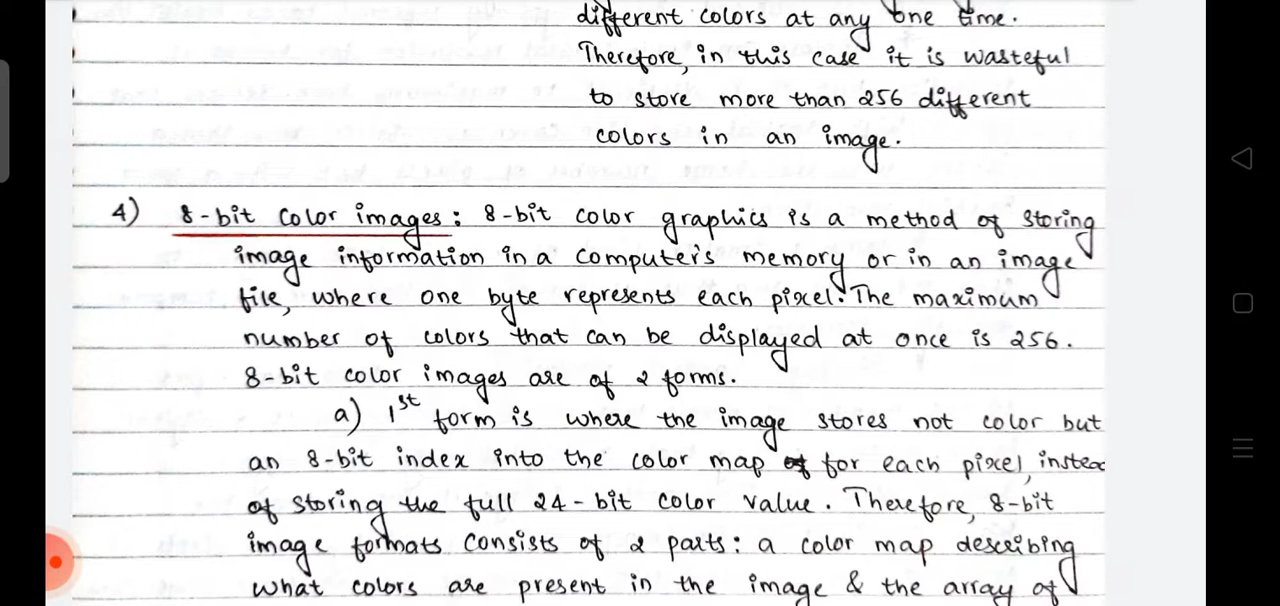 different colors at any one time.
Therefore, in this case it is wasteful
to store more than 256 different
colors in an image.
4) 8-bit color images: 8-bit color graphics is a method of storing
image information in a computer's memory or in an image
file, where one byte represents each pixel. The maximum
number of colors that can be displayed at once is 256.
8-bit color images are of 2 forms.
a) 1st form is where the image stores not color but
an 8-bit index into the color map for each pixel, instea
of storing the full 24-bit color value. Therefore, 8-bit
image formats consists of 2 parts: a color map describing
what colors are present in the image & the array of